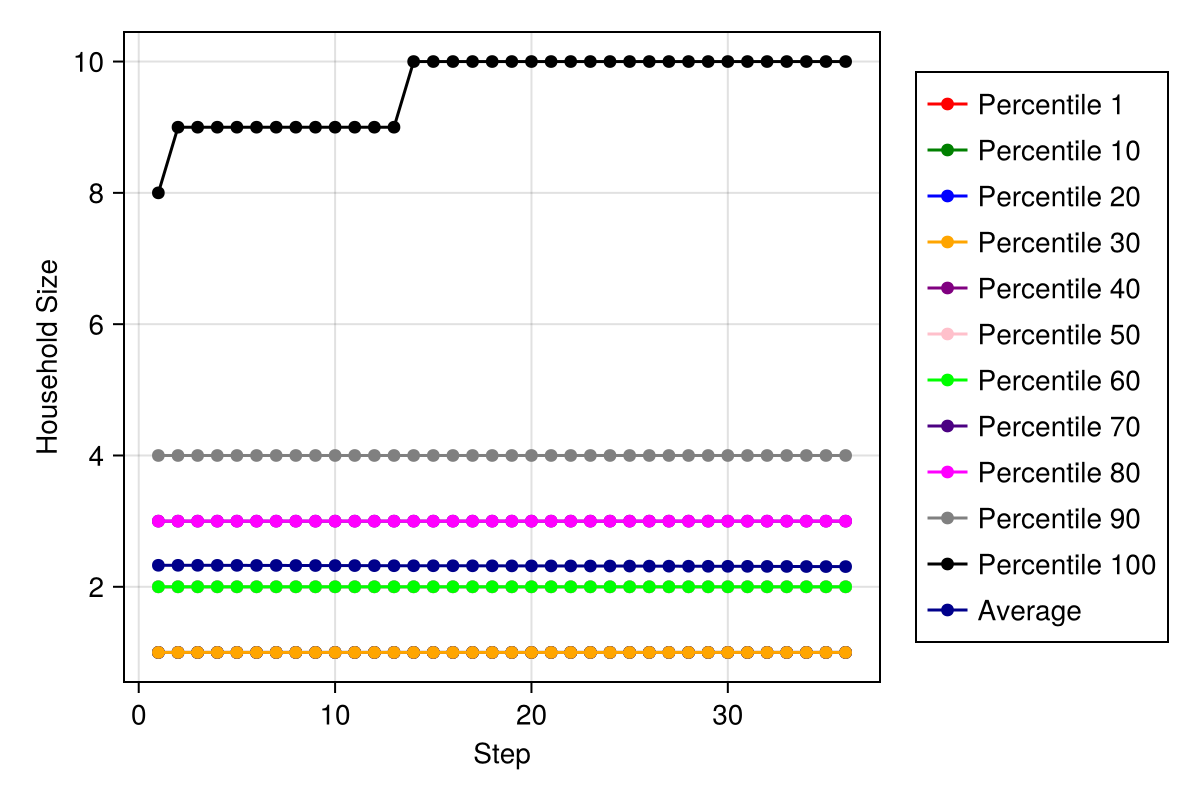 10
8
6
4
2
Household Size
0
10
20
30
Step
Percentile 1
Percentile 10
Percentile 20
Percentile 30
Percentile 40
Percentile 50
Percentile 60
Percentile 70
Percentile 80
Percentile 90
Percentile 100
Average